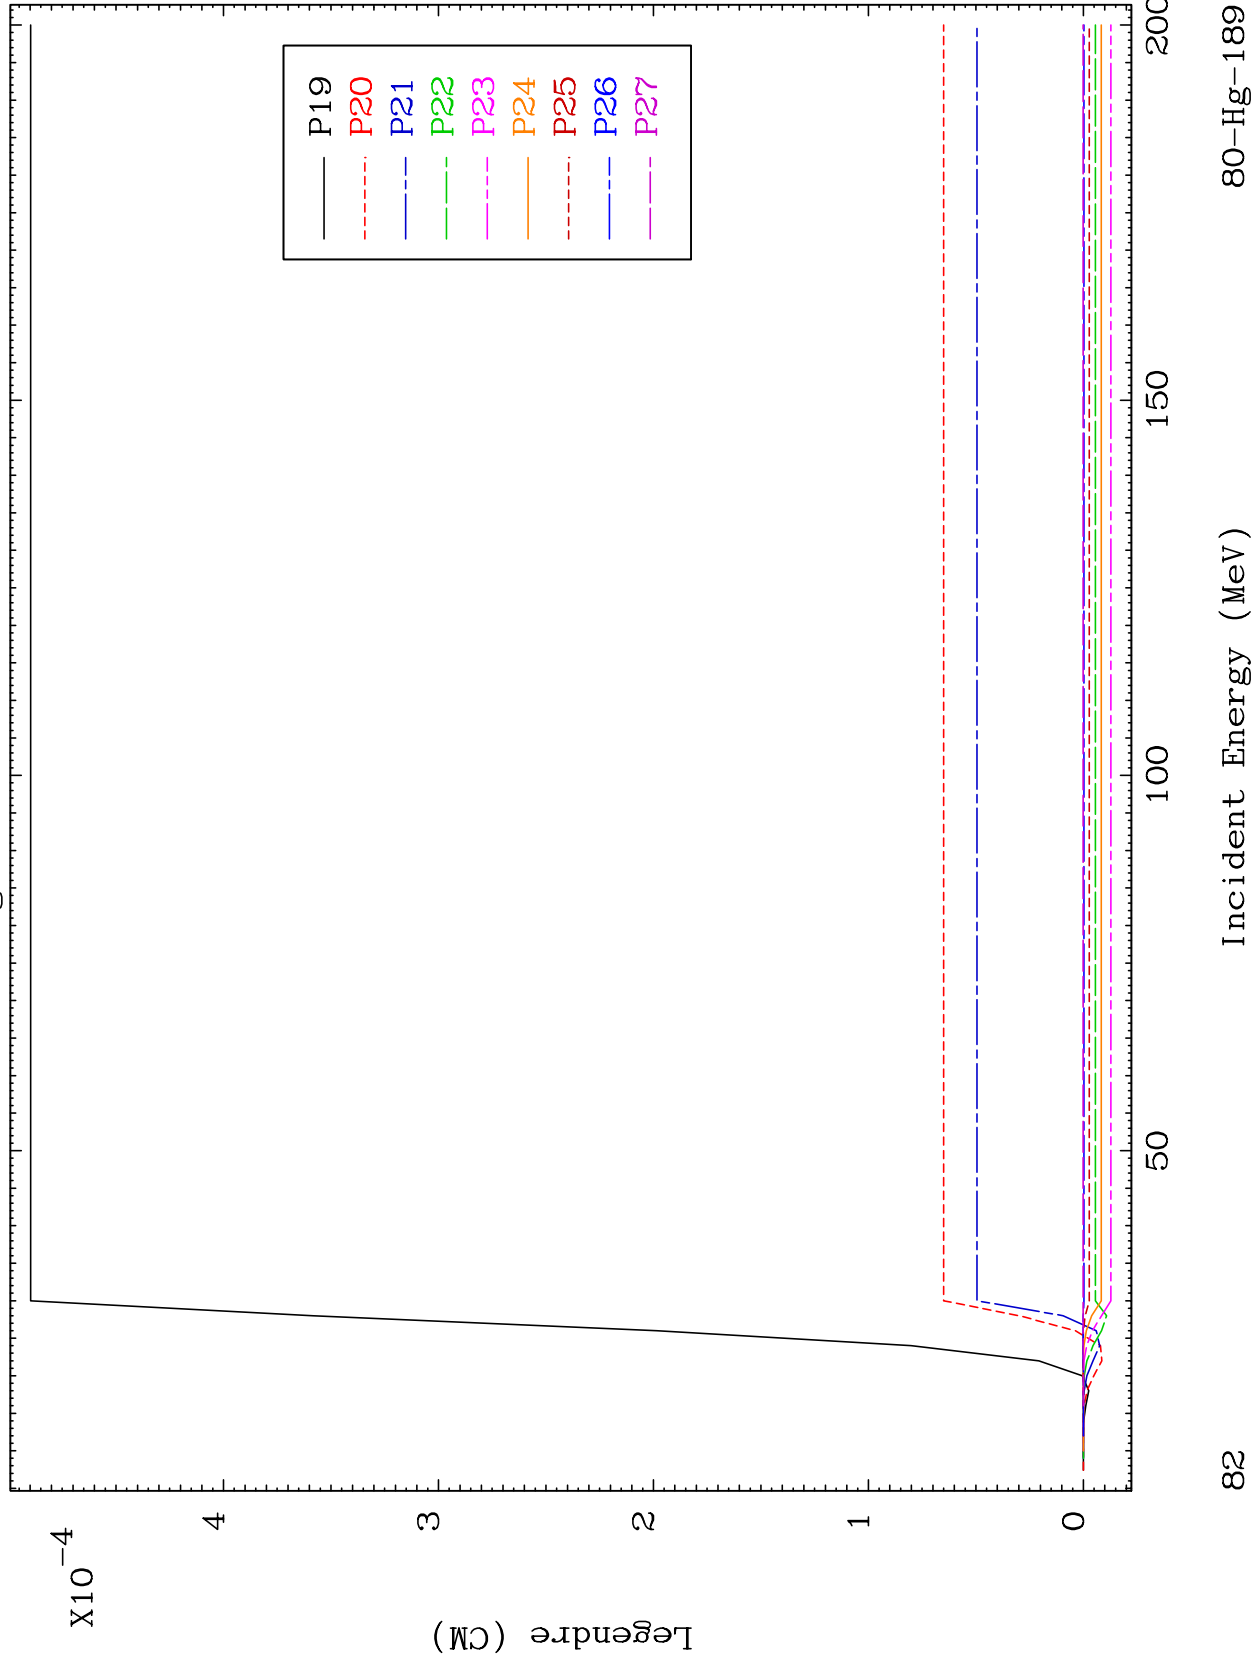 X10-4
Legendre (CM)
4
3
2
1
0
P19
P20
P21
P22
P23
P24
P25
P26
P27
50
100
150
200
Incident Energy (MeV)
82
80-Hg-189